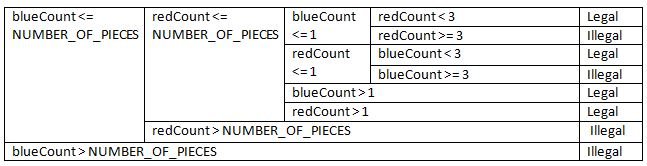 blueCount <= redCount <= blueCount redCount < 3 Legal
NUMBER_OF_PIECES NUMBER_OF_PIECES <= 1 redCount >= 3 Illegal
redCount blueCount < 3 Legal
<= 1 blueCount >= 3 Illegal
blueCount > 1 Legal
redCount > 1 Legal
redCount > NUMBER_OF_PIECES Illegal
blueCount > NUMBER_OF_PIECES Illegal